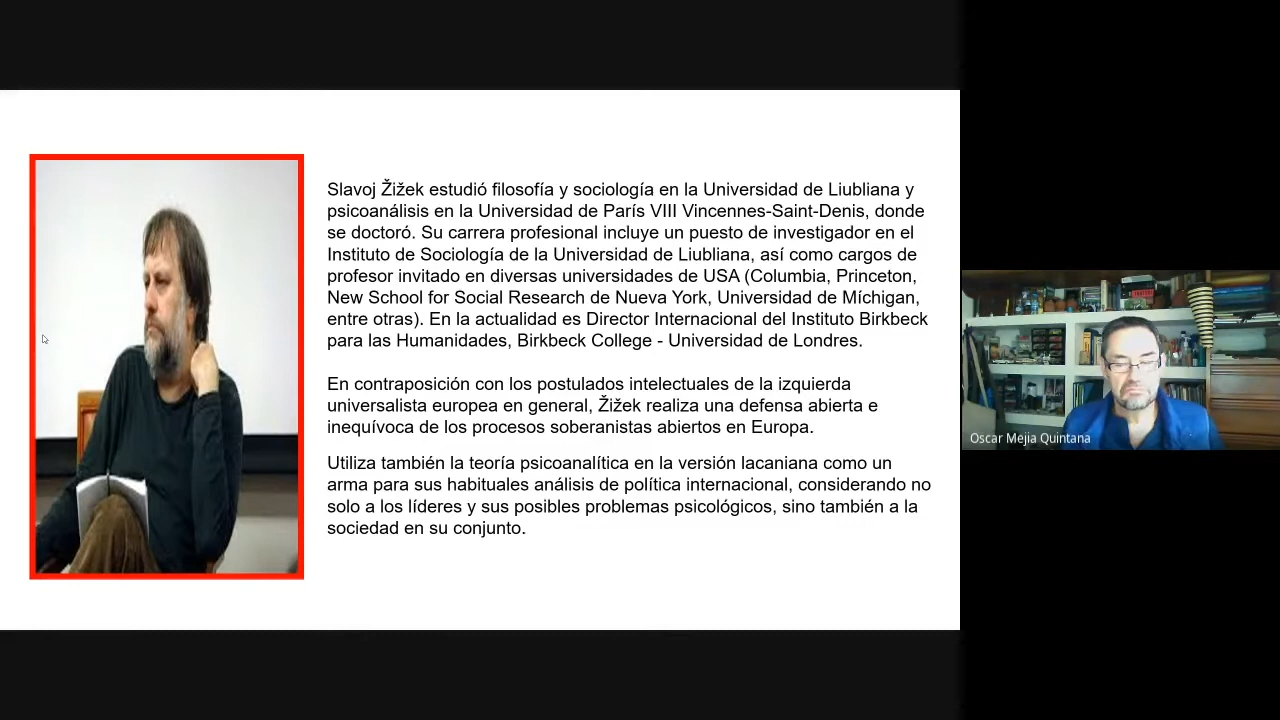 Slavoj Žižek estudió filosofía y sociología en la Universidad de Liubliana y
psicoanálisis en la Universidad de París VIII Vincennes-Saint-Denis, donde
se doctoró. Su carrera profesional incluye un puesto de investigador en el
Instituto de Sociología de la Universidad de Liubliana, así como cargos de
profesor invitado en diversas universidades de USA (Columbia, Princeton,
New School for Social Research de Nueva York, Universidad de Míchigan,
entre otras). En la actualidad es Director Internacional del Instituto Birkbeck
para las Humanidades, Birkbeck College - Universidad de Londres.
En contraposición con los postulados intelectuales de la izquierda
universalista europea en general, Žižek realiza una defensa abierta e
inequívoca de los procesos soberanistas abiertos en Europa.
Utiliza también la teoría psicoanalítica en la versión lacaniana como un
arma para sus habituales análisis de política internacional, considerando no
solo a los líderes y sus posibles problemas psicológicos, sino también a la
sociedad en su conjunto.
Oscar Mejia Quintana